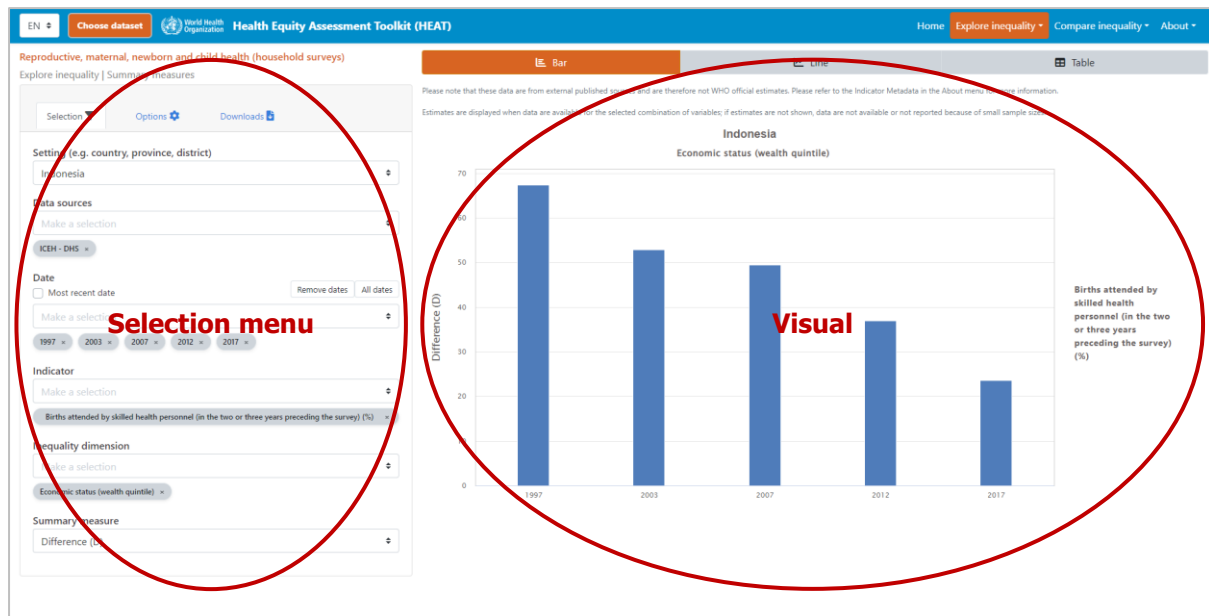 EN Choose dataset World Health Organization Health Equity Assessment Toolkit (HEAT) Home Explore inequality Compare inequality About
Reproductive, maternal, newborn and child health (household surveys)
Explore inequality | Summary measures
Selection Options Downloads
Setting (e.g. country, province, district)
Indonesia
Data sources
Make a selection
ICEH - DHS ×
Date
Most recent date Remove dates All dates
Make a selection
1997 × 2003 × 2007 × 2012 × 2017 ×
Selection menu
Indicator
Make a selection
Births attended by skilled health personnel (in the two or three years preceding the survey) (%) ×
Inequality dimension
Make a selection
Economic status (wealth quintile) ×
Summary measure
Difference (D)
Bar Line Table
Please note that these data are from external published sources and are therefore not WHO official estimates. Please refer to the Indicator Metadata in the About menu for more information.
Estimates are displayed when data are available for the selected combination of variables; if estimates are not shown, data are not available or not reported because of small sample sizes.
Indonesia
Economic status (wealth quintile)
70
60
50
40
30
20
10
0
Difference (D)
Visual
1997 2003 2007 2012 2017
Births attended by
skilled health
personnel (in the two
or three years
preceding the survey)
(%)